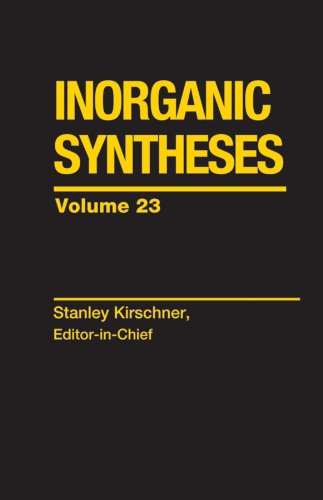 INORGANIC
SYNTHESES
Volume 23
Stanley Kirschner,
Editor-in-Chief